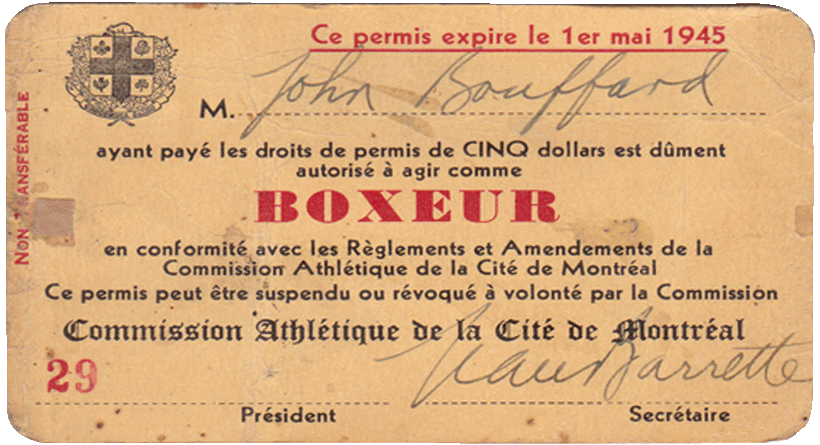 Ce permis expire le 1er mai 1945
M. John Bouffard
NON TRANSFÉRABLE
ayant payé les droits de permis de CINQ dollars est dûment
autorisé à agir comme
BOXEUR
en conformité avec les Règlements et Amendements de la
Commission Athlétique de la Cité de Montréal
Ce permis peut être suspendu ou révoqué à volonté par la Commission
Commission Athlétique de la Cité de Montréal
29
Barrette
Président
Secrétaire